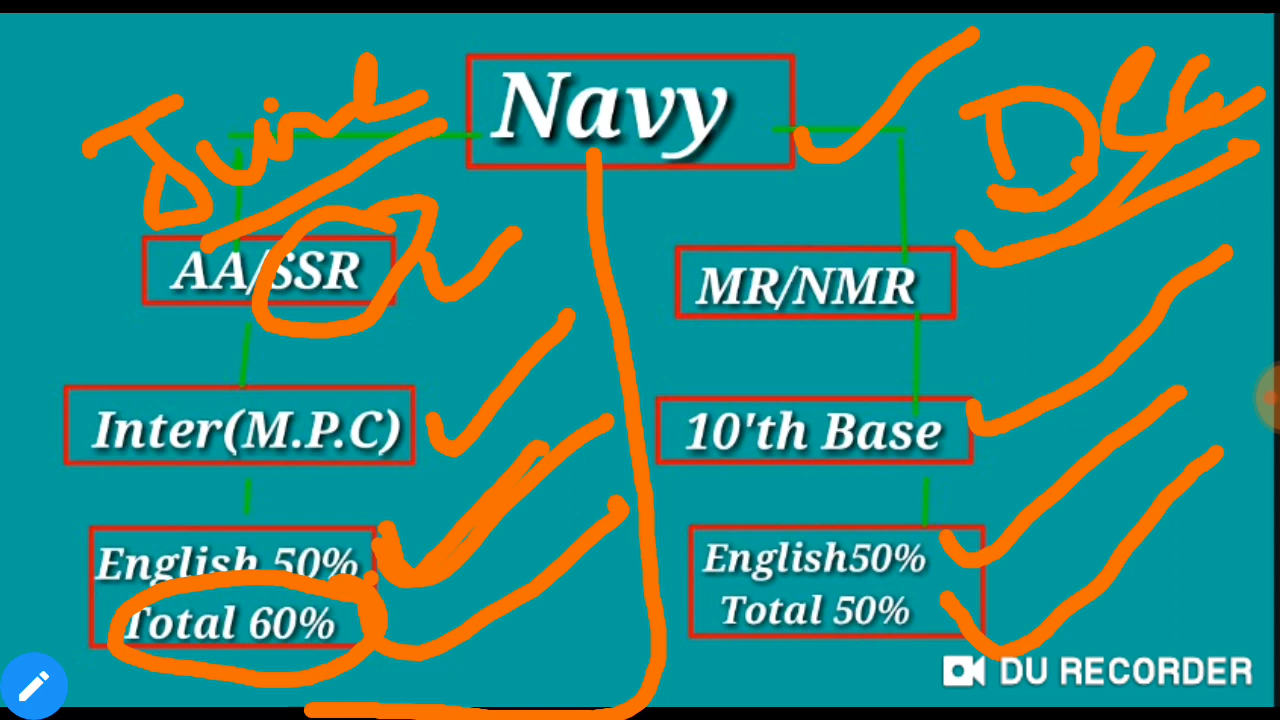 Navy
AA/SSR
MR/NMR
Inter(M.P.C)
10'th Base
English 50%
Total 60%
English50%
Total 50%
DU RECORDER